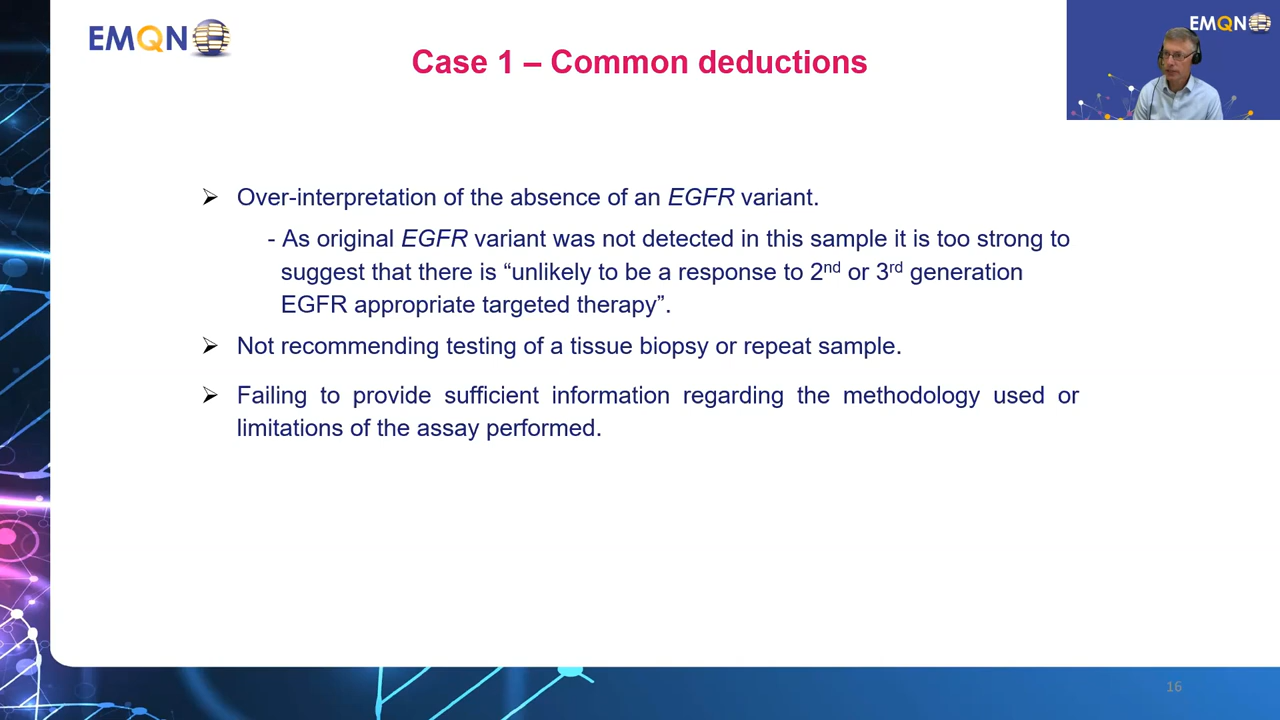 EMQN
EMQN
Case 1 – Common deductions
➢ Over-interpretation of the absence of an EGFR variant.
- As original EGFR variant was not detected in this sample it is too strong to
suggest that there is “unlikely to be a response to 2nd or 3rd generation
EGFR appropriate targeted therapy”.
➢ Not recommending testing of a tissue biopsy or repeat sample.
➢ Failing to provide sufficient information regarding the methodology used or
limitations of the assay performed.
16